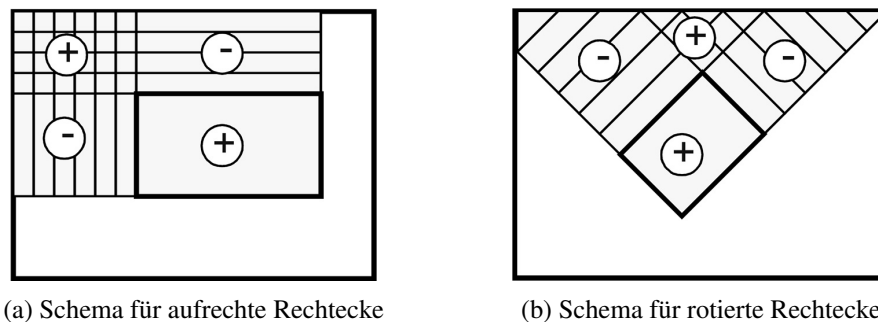 + - + -
- +
+
(a) Schema für aufrechte Rechtecke (b) Schema für rotierte Rechtecke